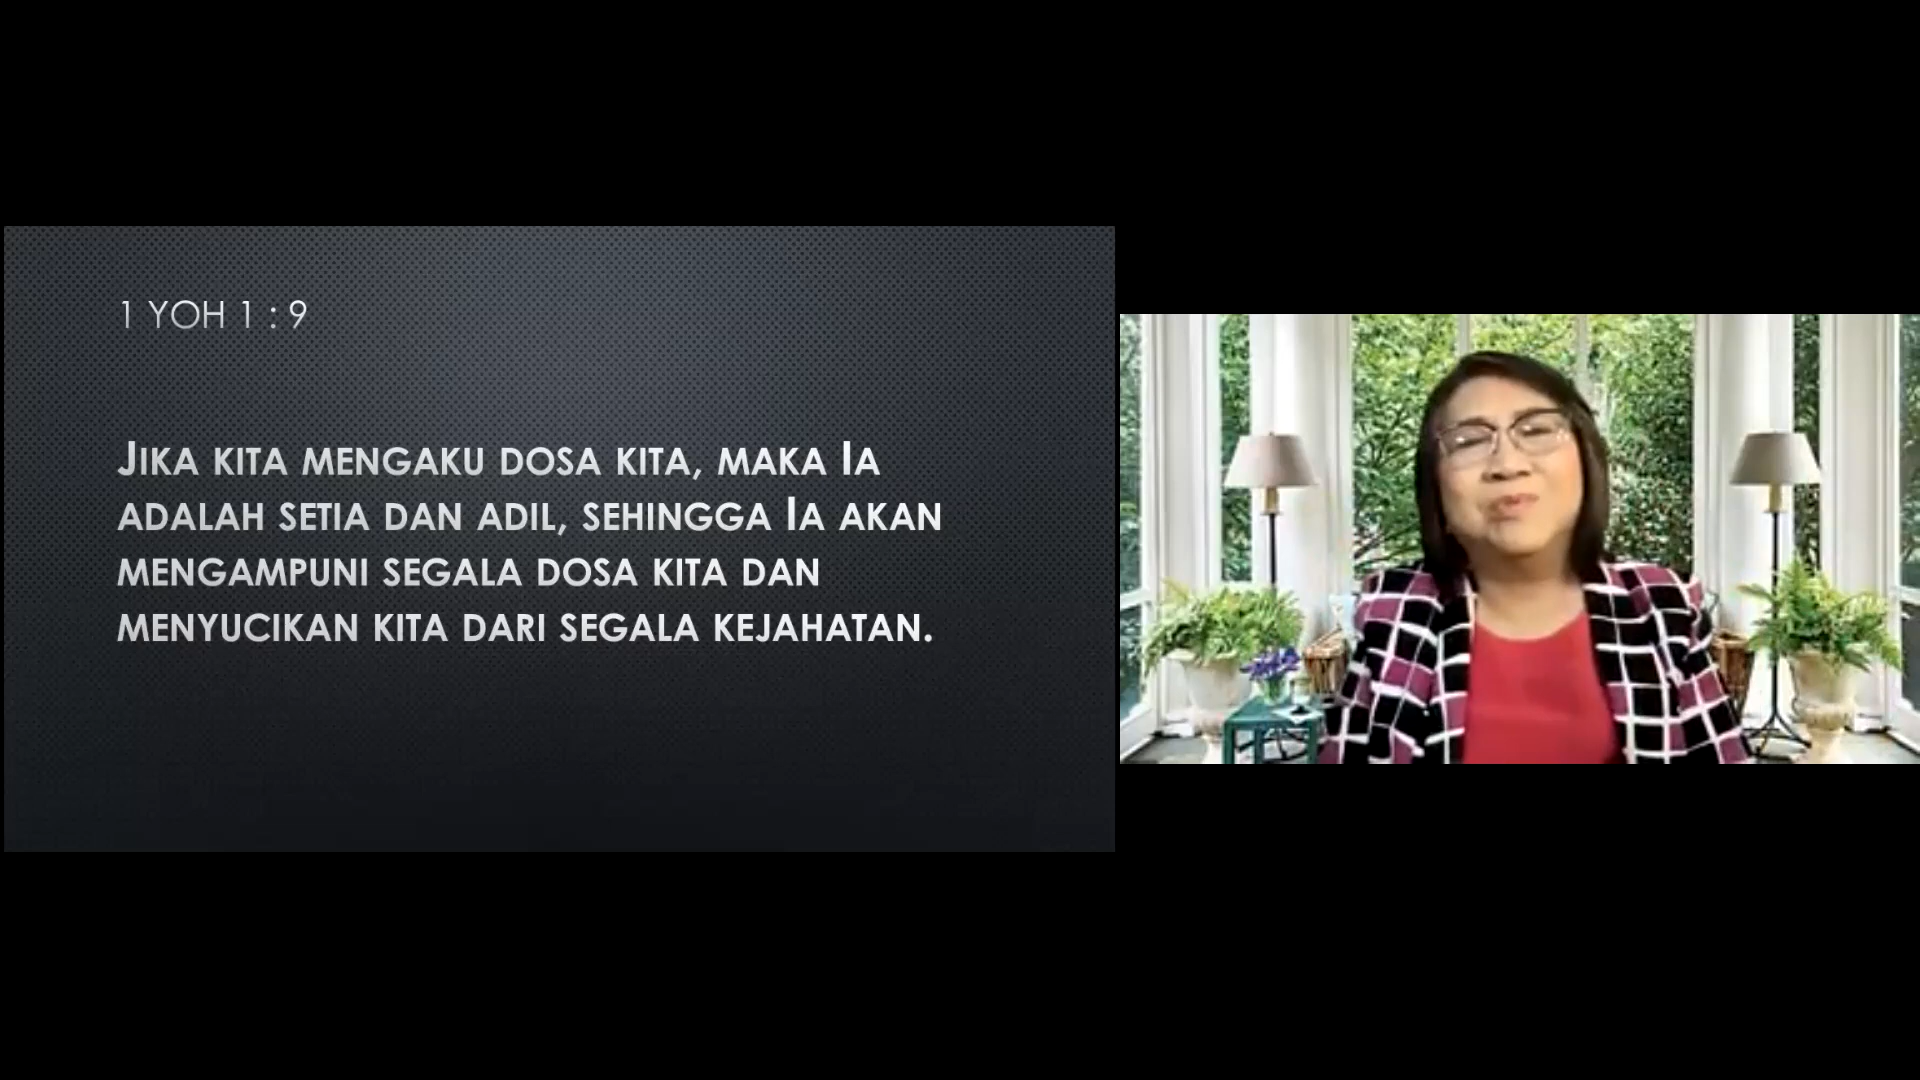 1 YOH 1 : 9
JIKA KITA MENGAKU DOSA KITA, MAKA IA
ADALAH SETIA DAN ADIL, SEHINGGA IA AKAN
MENGAMPUNI SEGALA DOSA KITA DAN
MENYUCIKAN KITA DARI SEGALA KEJAHATAN.